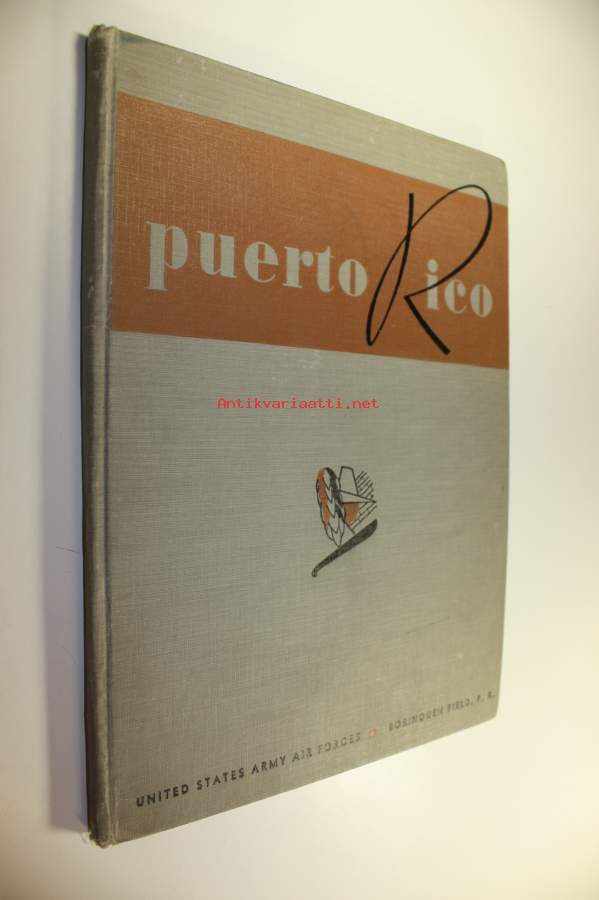 puerto Rico
Antikvariaatti.net
UNITED STATES ARMY AIR FORCES • BORINQUEN FIELD, P. R.